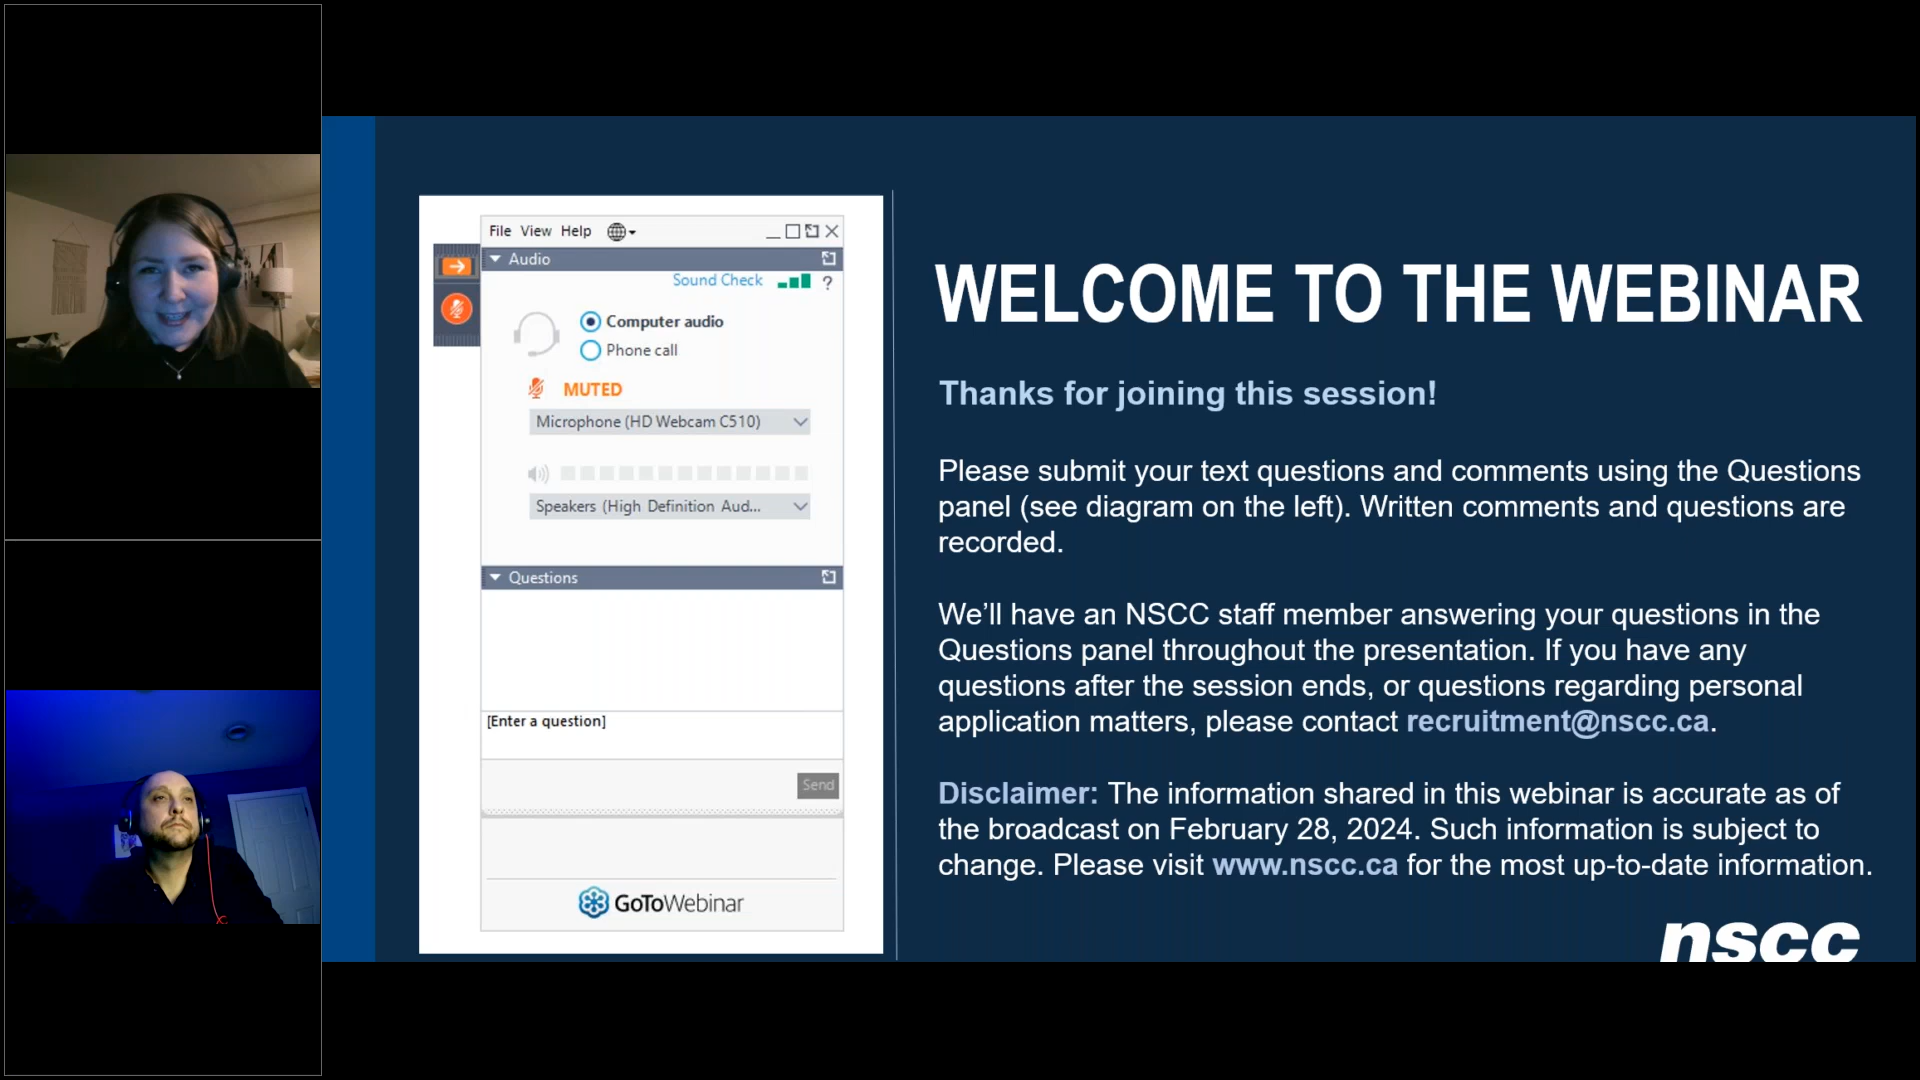 File View Help
Audio
Sound Check ?
Computer audio
Phone call
MUTED
Microphone (HD Webcam C510)
Speakers (High Definition Aud...
Questions
[Enter a question]
Send
GoToWebinar
WELCOME TO THE WEBINAR
Thanks for joining this session!
Please submit your text questions and comments using the Questions
panel (see diagram on the left). Written comments and questions are
recorded.
We’ll have an NSCC staff member answering your questions in the
Questions panel throughout the presentation. If you have any
questions after the session ends, or questions regarding personal
application matters, please contact recruitment@nscc.ca.
Disclaimer: The information shared in this webinar is accurate as of
the broadcast on February 28, 2024. Such information is subject to
change. Please visit www.nscc.ca for the most up-to-date information.
nscc